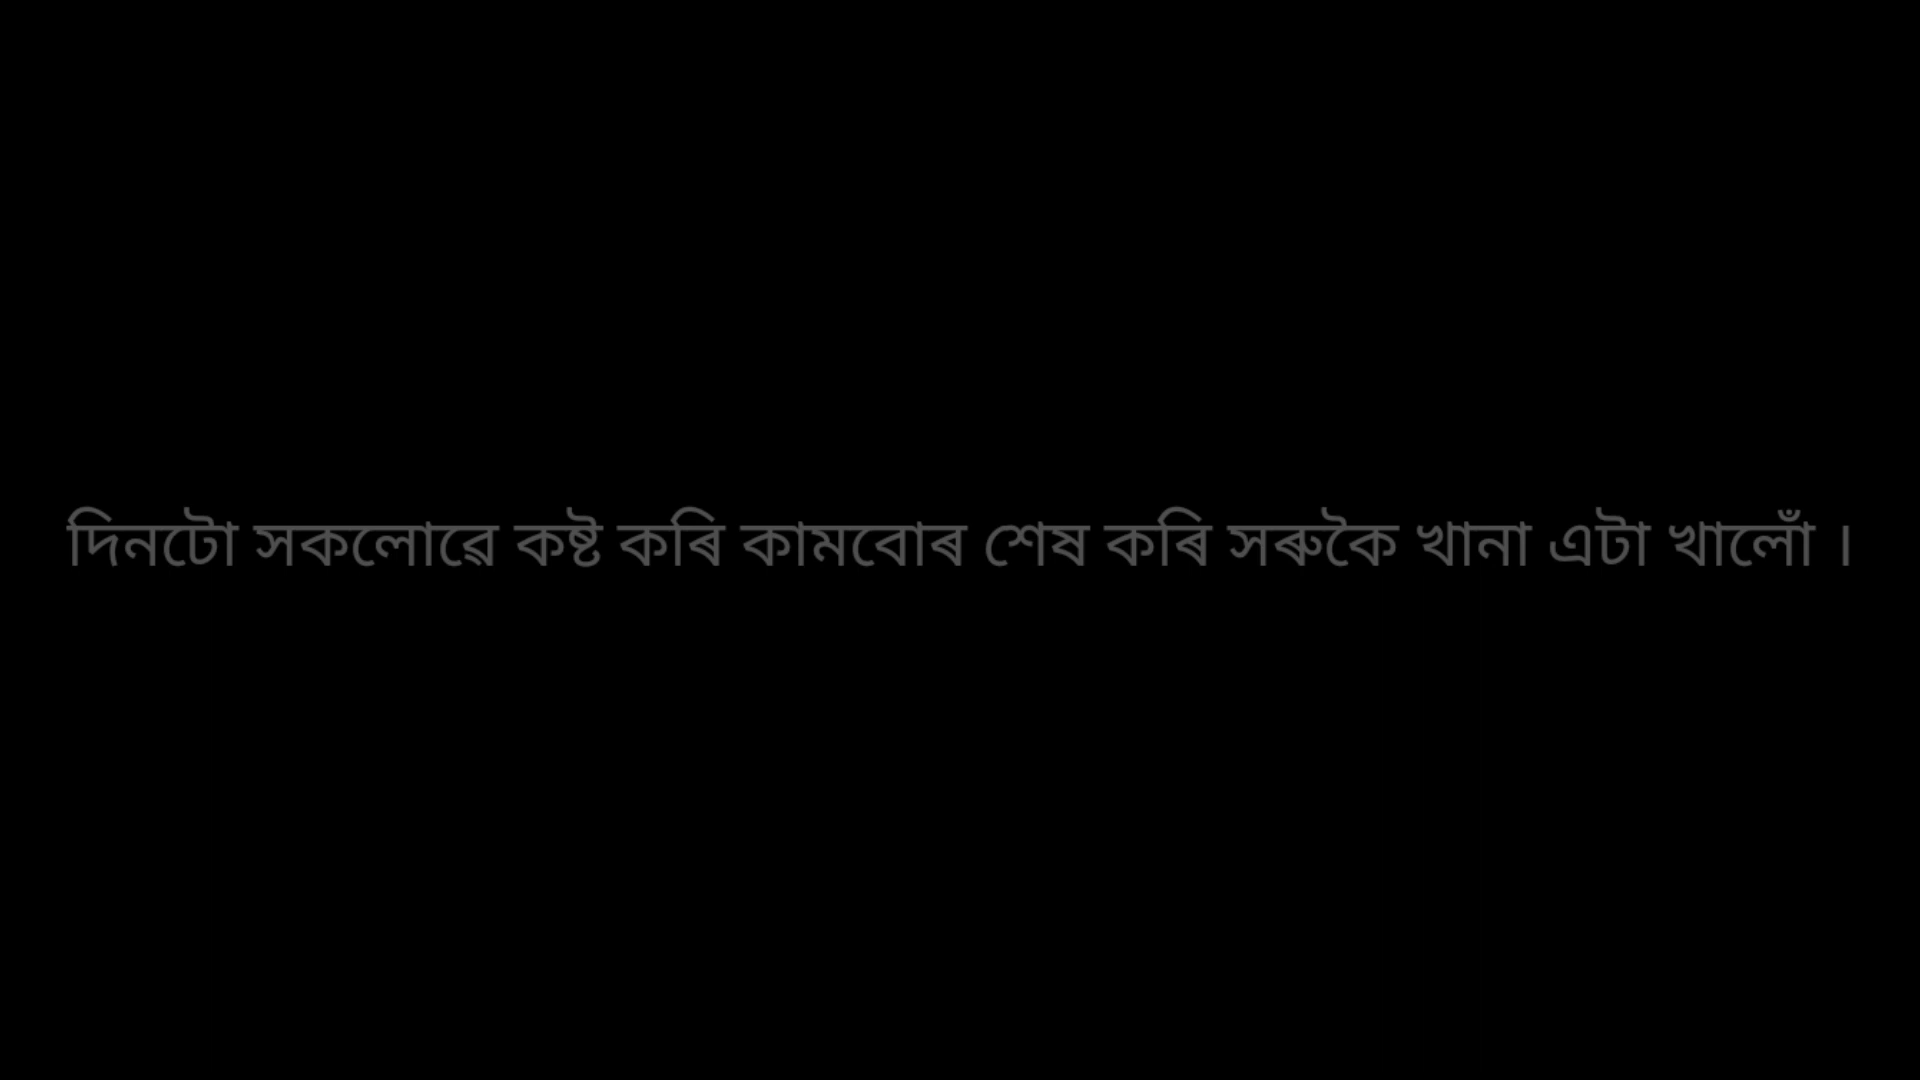 দিনটো সকলোৱে কষ্ট কৰি কামবোৰ শেষ কৰি সৰুকৈ খানা এটা খালোঁ ।